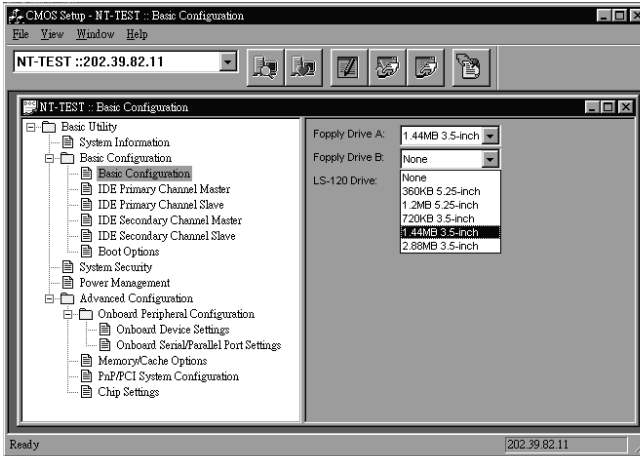 CMOS Setup - NT-TEST :: Basic Configuration
File View Window Help
NT-TEST ::202.39.82.11
NT-TEST :: Basic Configuration
Basic Utility
System Information
Basic Configuration
Basic Configuration
IDE Primary Channel Master
IDE Primary Channel Slave
IDE Secondary Channel Master
IDE Secondary Channel Slave
Boot Options
System Security
Power Management
Advanced Configuration
Onboard Peripheral Configuration
Onboard Device Settings
Onboard Serial/Parallel Port Settings
Memory/Cache Options
PnP/PCI System Configuration
Chip Settings
Fopply Drive A: 1.44MB 3.5-inch
Fopply Drive B: None
LS-120 Drive:
None
360KB 5.25-inch
1.2MB 5.25-inch
720KB 3.5-inch
1.44MB 3.5-inch
2.88MB 3.5-inch
Ready
202.39.82.11